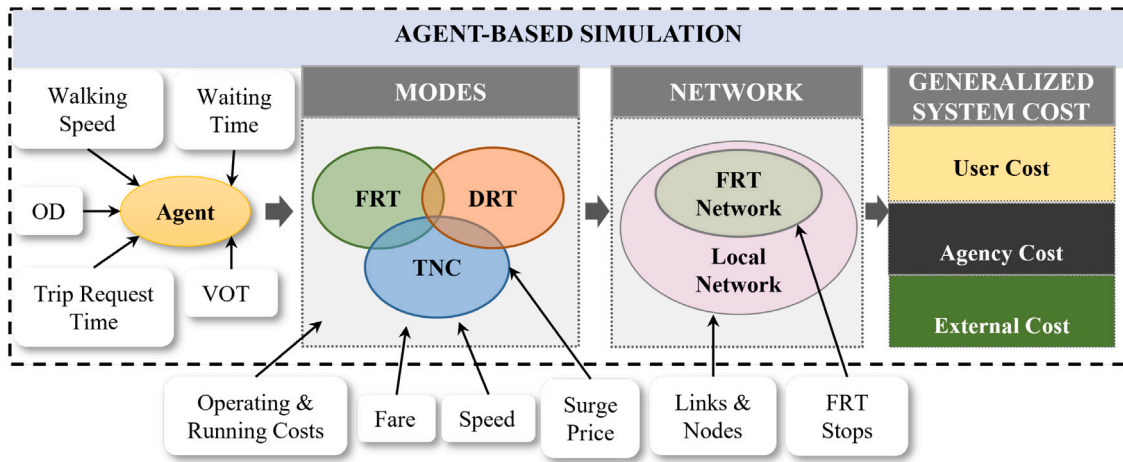 AGENT-BASED SIMULATION
Walking
Speed
Waiting
Time
OD
Agent
Trip Request
Time
VOT
MODES
FRT
DRT
TNC
NETWORK
FRT
Network
Local
Network
GENERALIZED
SYSTEM COST
User Cost
Agency Cost
External Cost
Operating &
Running Costs
Fare
Speed
Surge
Price
Links &
Nodes
FRT
Stops